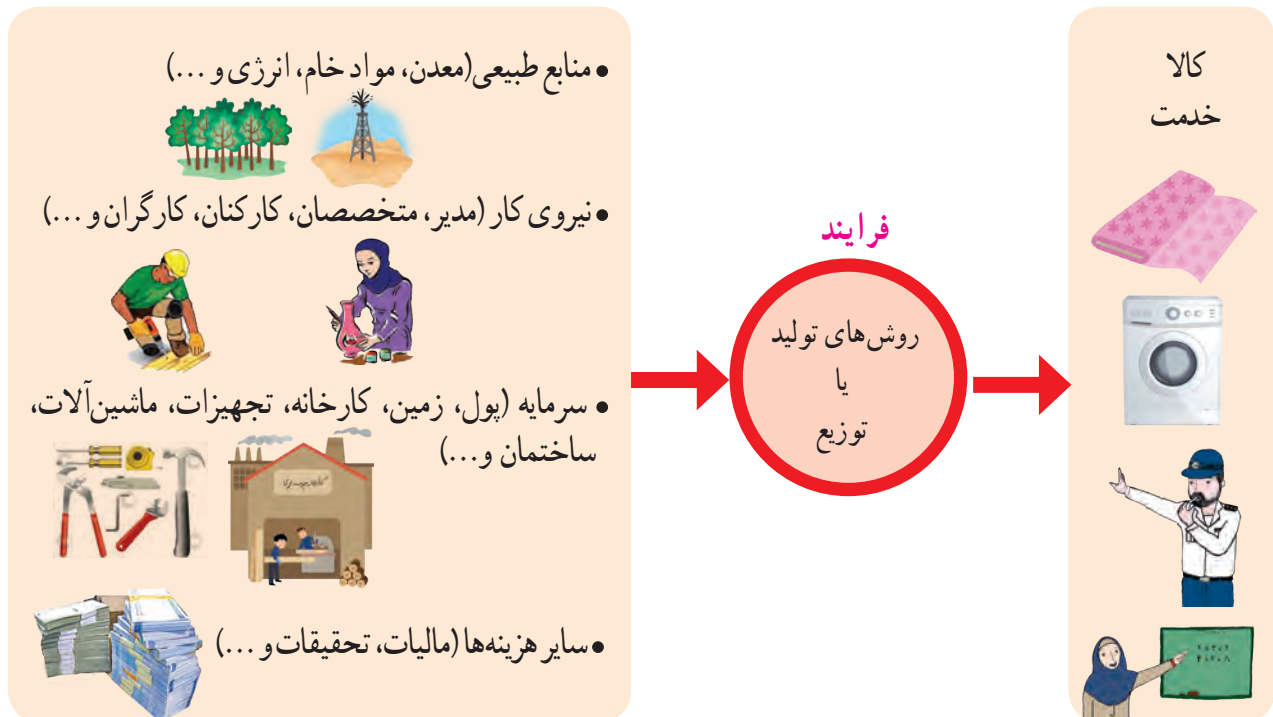 • منابع طبیعی(معدن، مواد خام، انرژی و ...)
• نیروی کار (مدیر، متخصصان، کارکنان، کارگران و ...)
• سرمایه (پول، زمین، کارخانه، تجهیزات، ماشین‌آلات،
ساختمان و...)
• سایر هزینه‌ها (مالیات، تحقیقات و ...)
فرایند
روش‌های تولید
یا
توزیع
کالا
خدمت